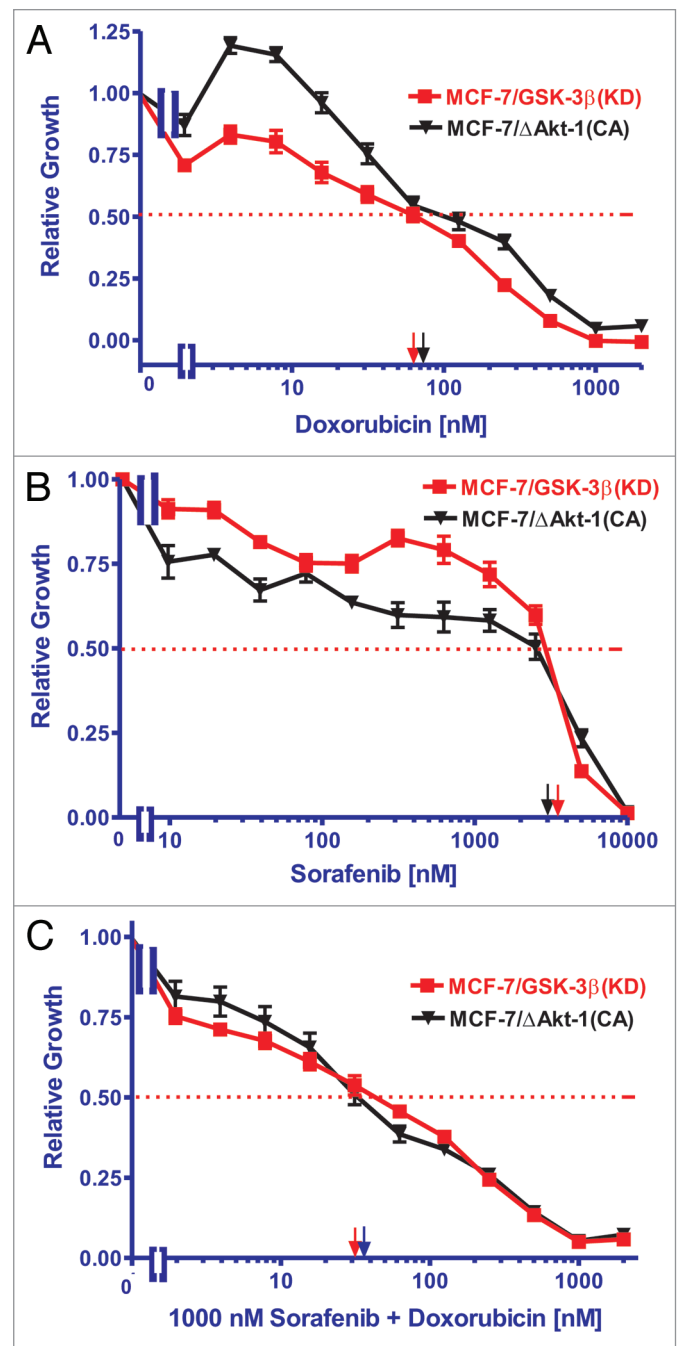 A
1.25
1.00
0.75
0.50
0.25
0.00
Relative Growth
MCF-7/GSK-3β(KD)
MCF-7/ΔAkt-1(CA)
0
10
100
1000
Doxorubicin [nM]
B
1.00
0.75
0.50
0.25
0.00
Relative Growth
MCF-7/GSK-3β(KD)
MCF-7/ΔAkt-1(CA)
0
10
100
1000
10000
Sorafenib [nM]
C
1.00
0.75
0.50
0.25
0.00
Relative Growth
MCF-7/GSK-3β(KD)
MCF-7/ΔAkt-1(CA)
0
10
100
1000
1000 nM Sorafenib + Doxorubicin [nM]